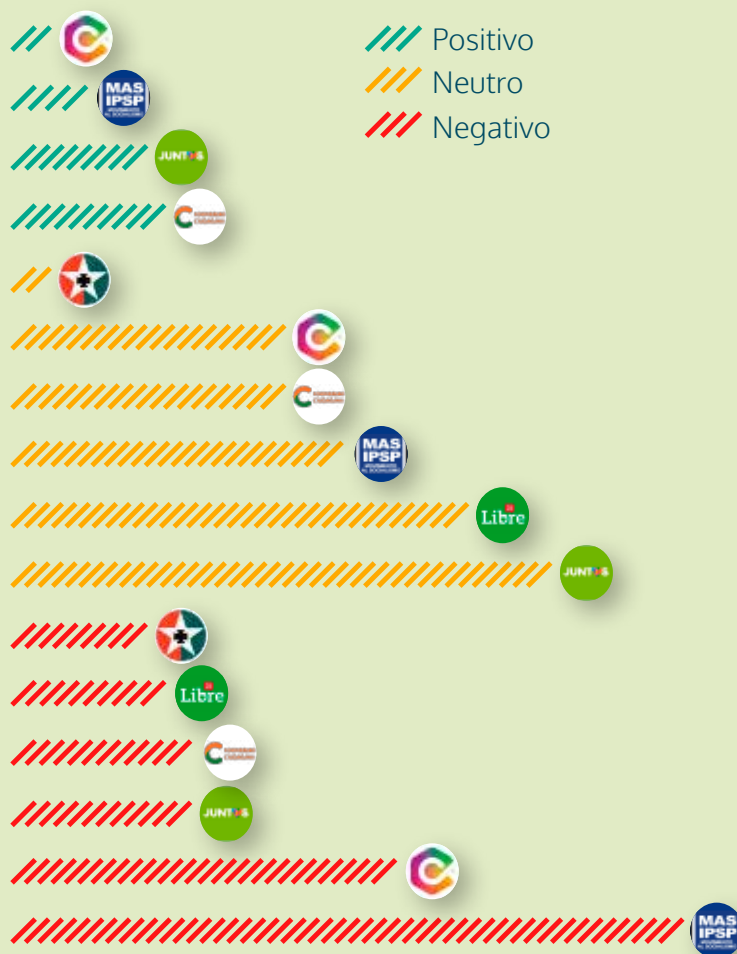 Positivo
Neutro
Negativo
MAS
IPSP
JUNTOS
C
MAS
IPSP
Libre
JUNTOS
Libre
C
JUNTOS
MAS
IPSP